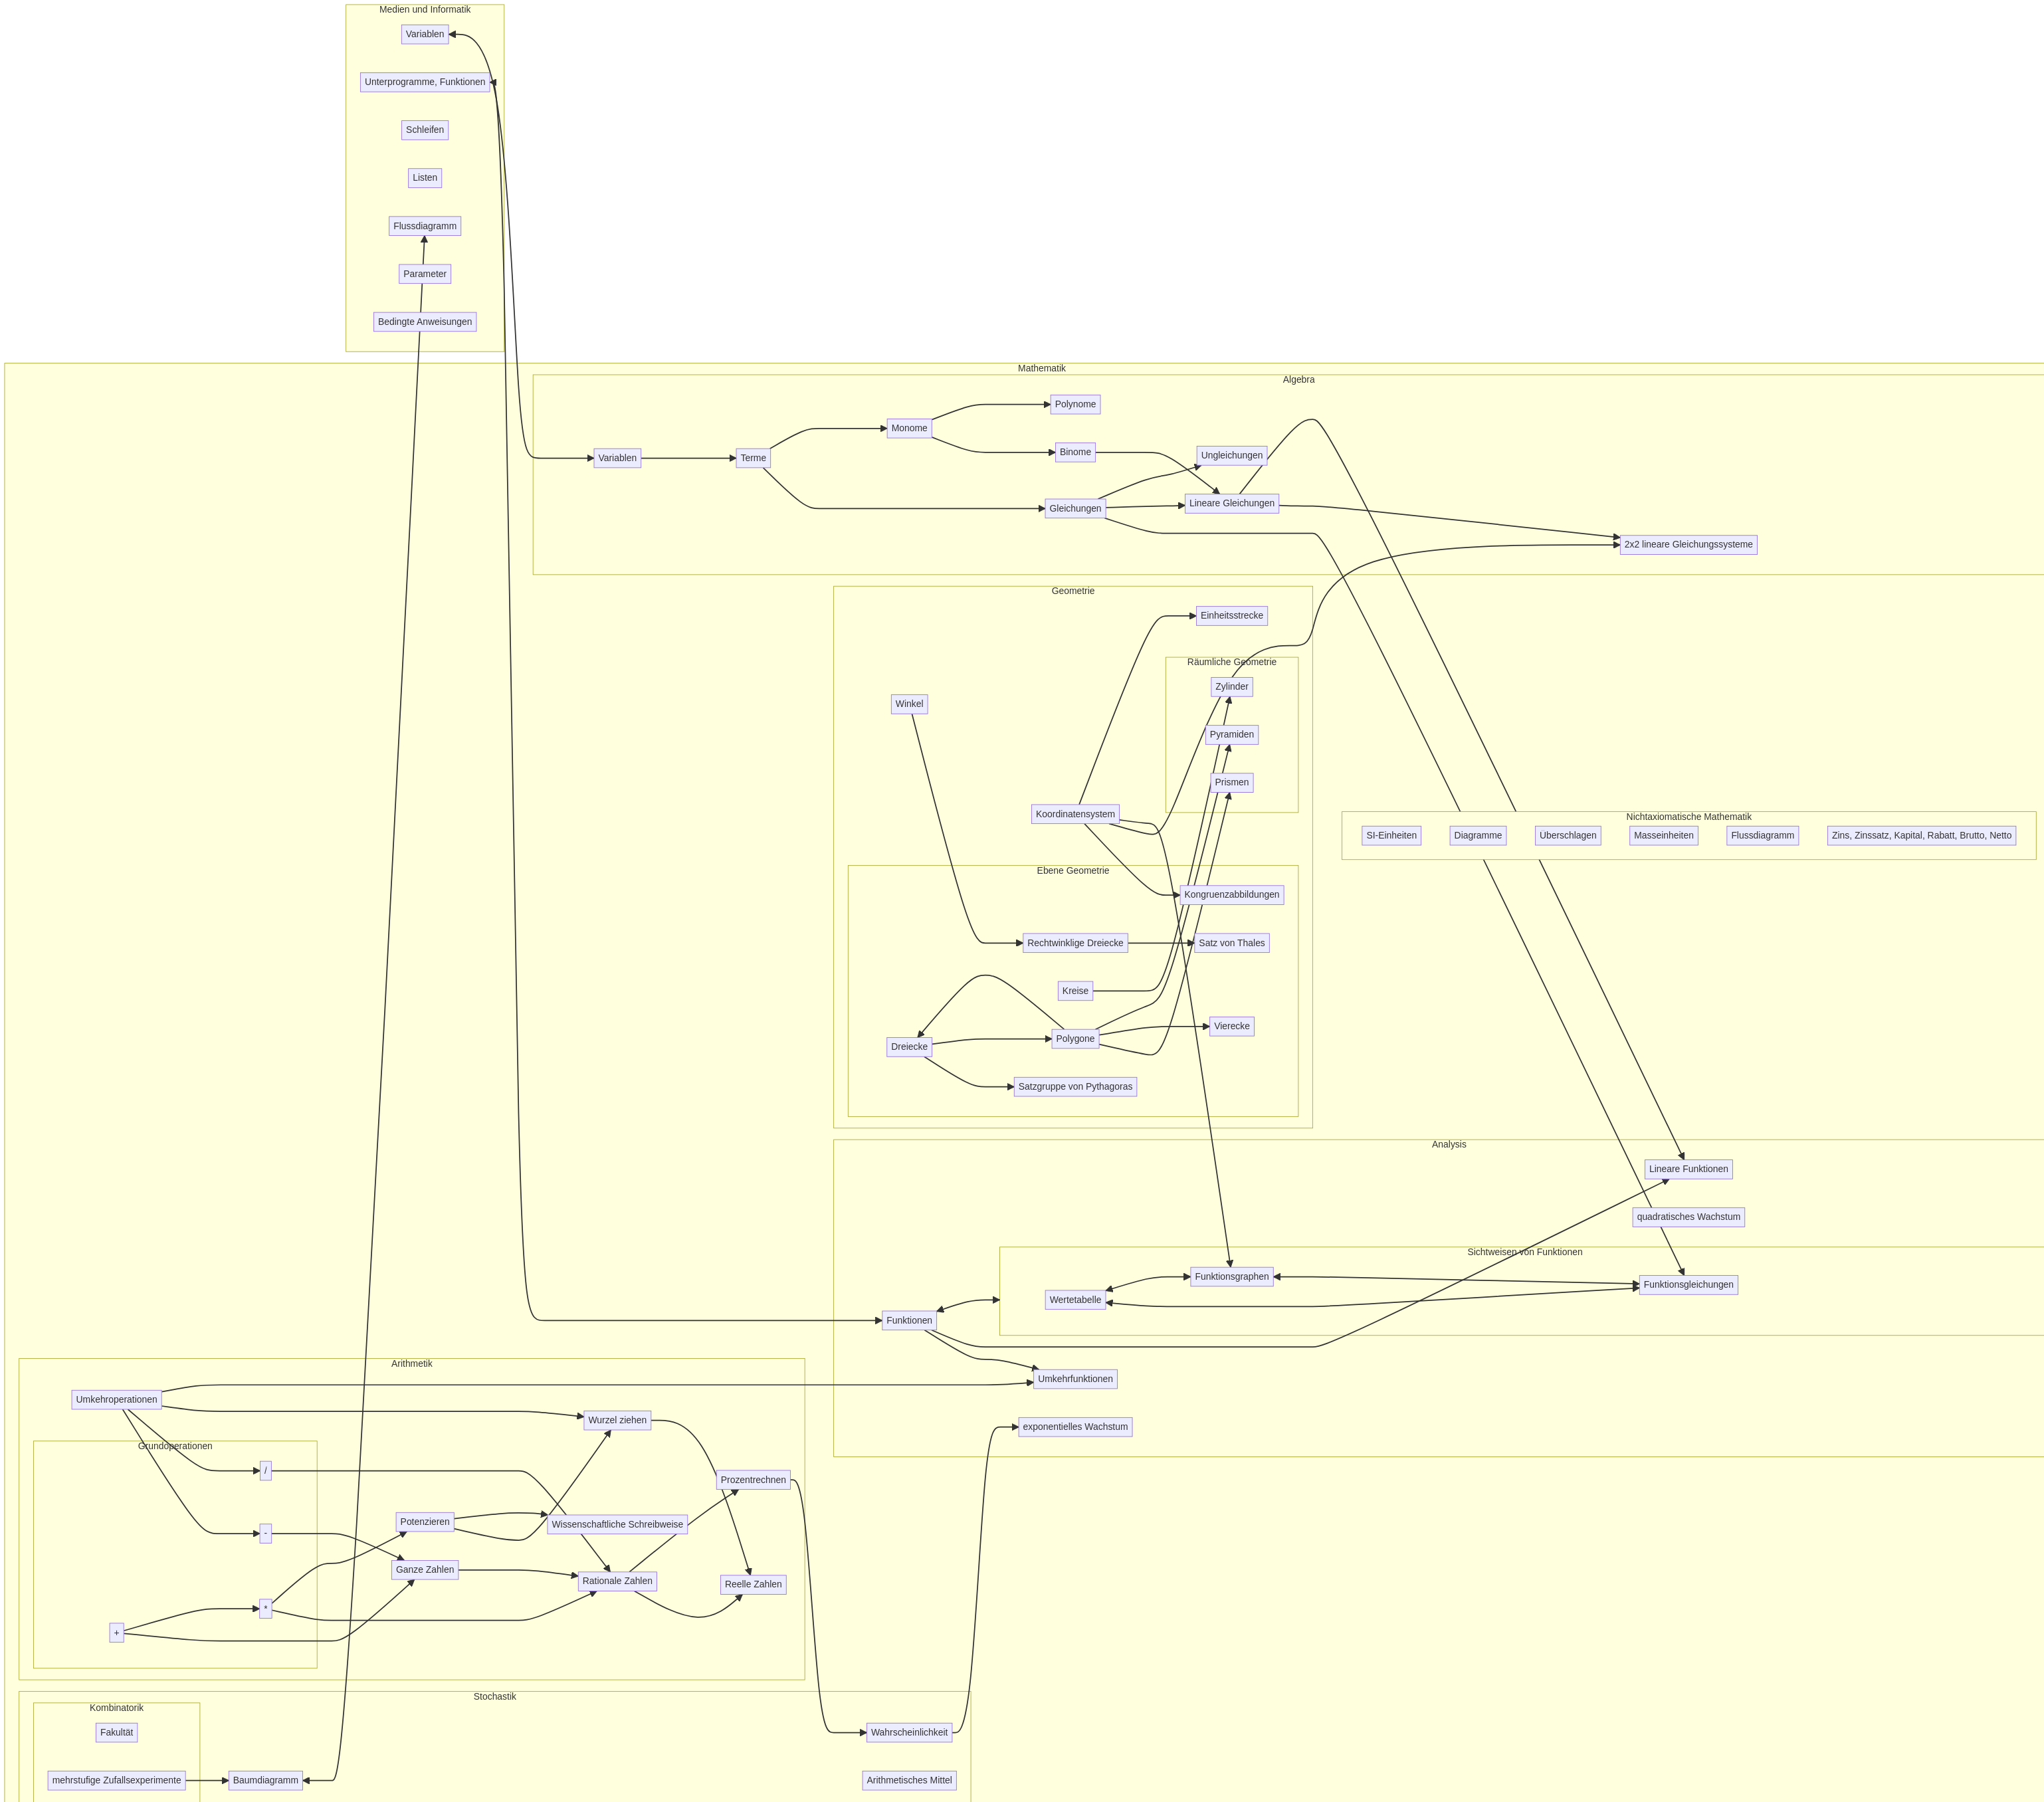 Medien und Informatik
Variablen
Unterprogramme, Funktionen
Schleifen
Listen
Flussdiagramm
Parameter
Bedingte Anweisungen
Mathematik
Algebra
Polynome
Monome
Binome
Ungleichungen
Variablen
Terme
Lineare Gleichungen
Gleichungen
2x2 lineare Gleichungssysteme
Geometrie
Einheitsstrecke
Räumliche Geometrie
Zylinder
Winkel
Pyramiden
Prismen
Koordinatensystem
Nichtaxiomatische Mathematik
SI-Einheiten
Diagramme
Überschlagen
Masseinheiten
Flussdiagramm
Zins, Zinssatz, Kapital, Rabatt, Brutto, Netto
Ebene Geometrie
Kongruenzabbildungen
Rechtwinklige Dreiecke
Satz von Thales
Kreise
Vierecke
Polygone
Dreiecke
Satzgruppe von Pythagoras
Analysis
Lineare Funktionen
quadratisches Wachstum
Sichtweisen von Funktionen
Funktionsgraphen
Funktionsgleichungen
Wertetabelle
Funktionen
Umkehrfunktionen
exponentielles Wachstum
Arithmetik
Umkehroperationen
Wurzel ziehen
Grundoperationen
/
Prozentrechnen
Potenzieren
Wissenschaftliche Schreibweise
-
Ganze Zahlen
Rationale Zahlen
Reelle Zahlen
*
+
Stochastik
Kombinatorik
Fakultät
Wahrscheinlichkeit
mehrstufige Zufallsexperimente
Baumdiagramm
Arithmetisches Mittel